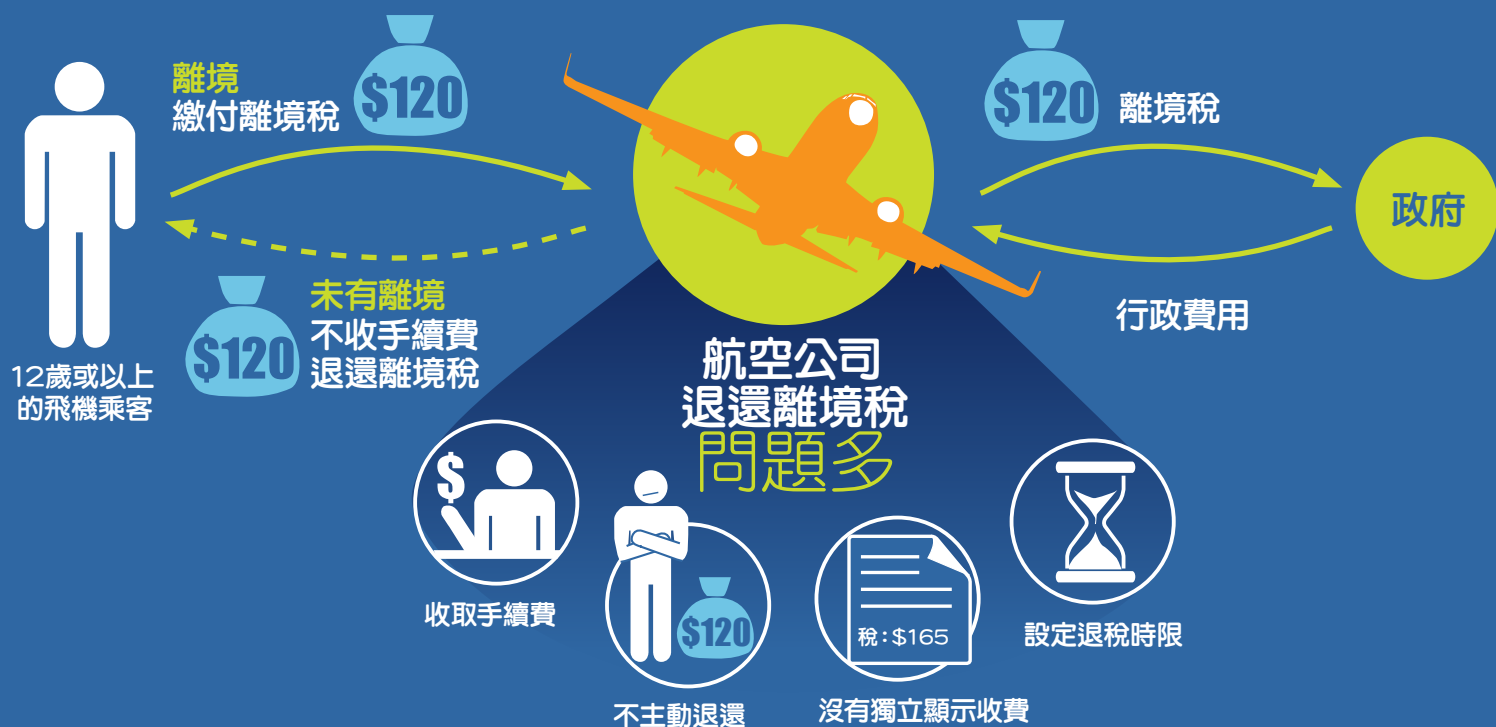 離境
繳付離境稅
$120
$120
離境稅
政府
行政費用
12歲或以上
的飛機乘客
$120
未有離境
不收手續費
退還離境稅
航空公司
退還離境稅
問題多
$
收取手續費
$120
不主動退還
稅：$165
沒有獨立顯示收費
設定退稅時限